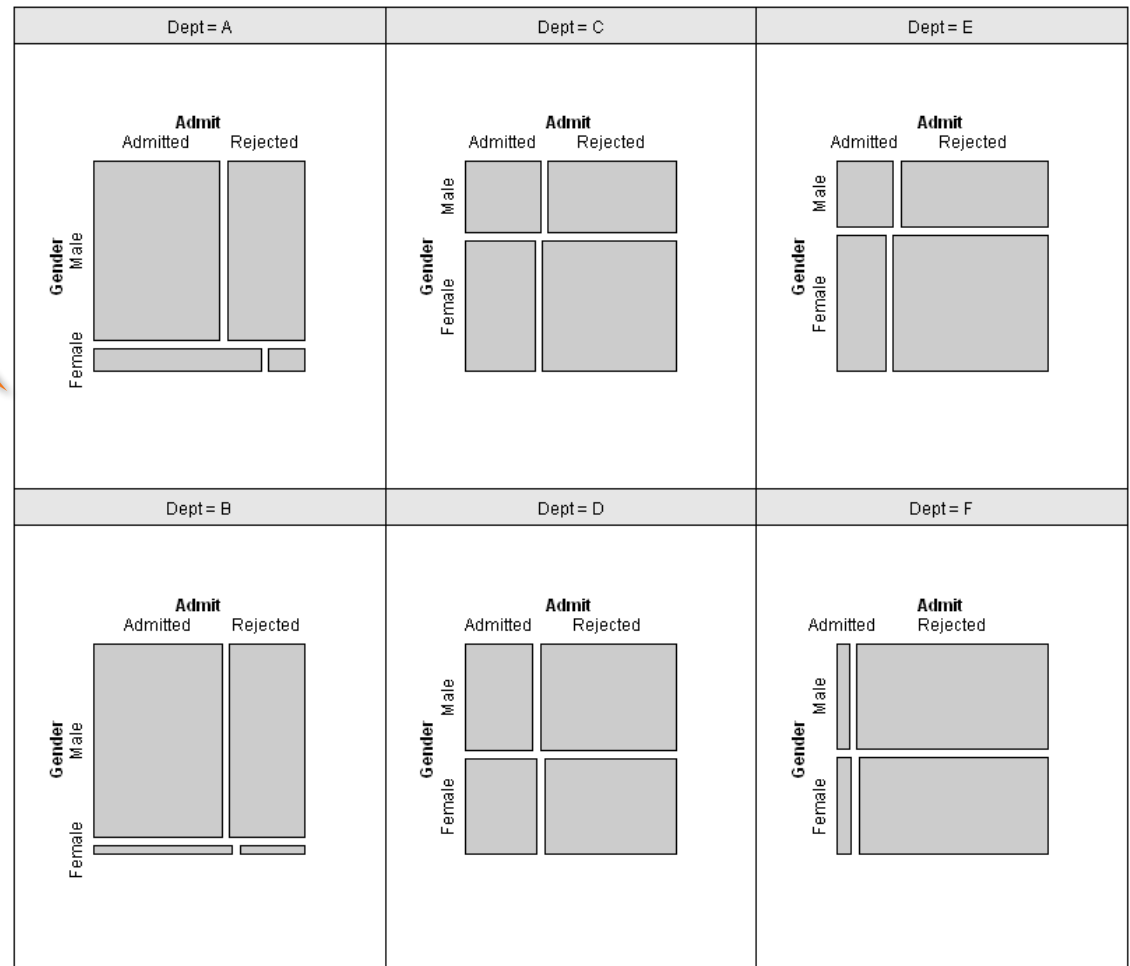 Dept = A
Dept = C
Dept = E
Admit
Admitted Rejected
Gender
Male
Female
Admit
Admitted Rejected
Gender
Male
Female
Admit
Admitted Rejected
Gender
Male
Female
Dept = B
Dept = D
Dept = F
Admit
Admitted Rejected
Gender
Male
Female
Admit
Admitted Rejected
Gender
Male
Female
Admit
Admitted Rejected
Gender
Male
Female